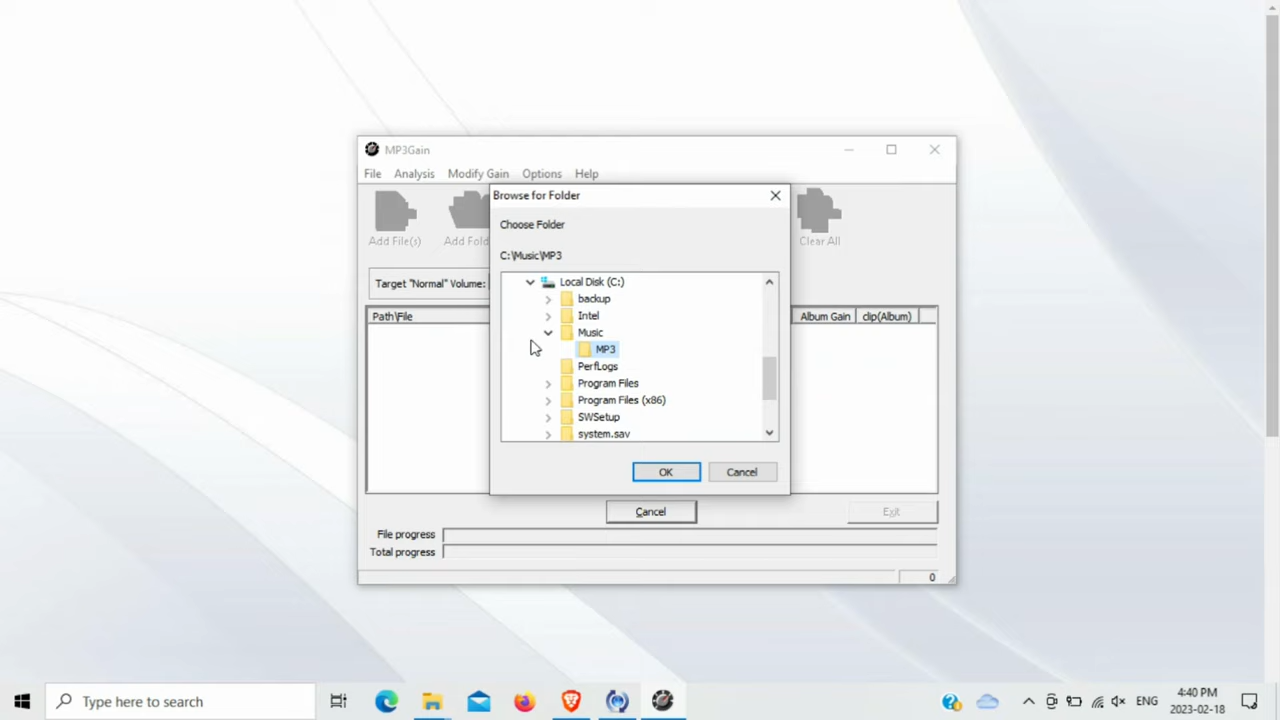 MP3Gain
File Analysis Modify Gain Options Help
Browse for Folder
Choose Folder
Add File(s) Add Fold Clear All
C:\Music\MP3
Target "Normal" Volume:
Local Disk (C:)
backup
Intel
Path\File Album Gain clip(Album)
Music
MP3
PerfLogs
Program Files
Program Files (x86)
SWSetup
system.sav
OK Cancel
Cancel Exit
File progress
Total progress
0
Type here to search ENG 4:40 PM
2023-02-18